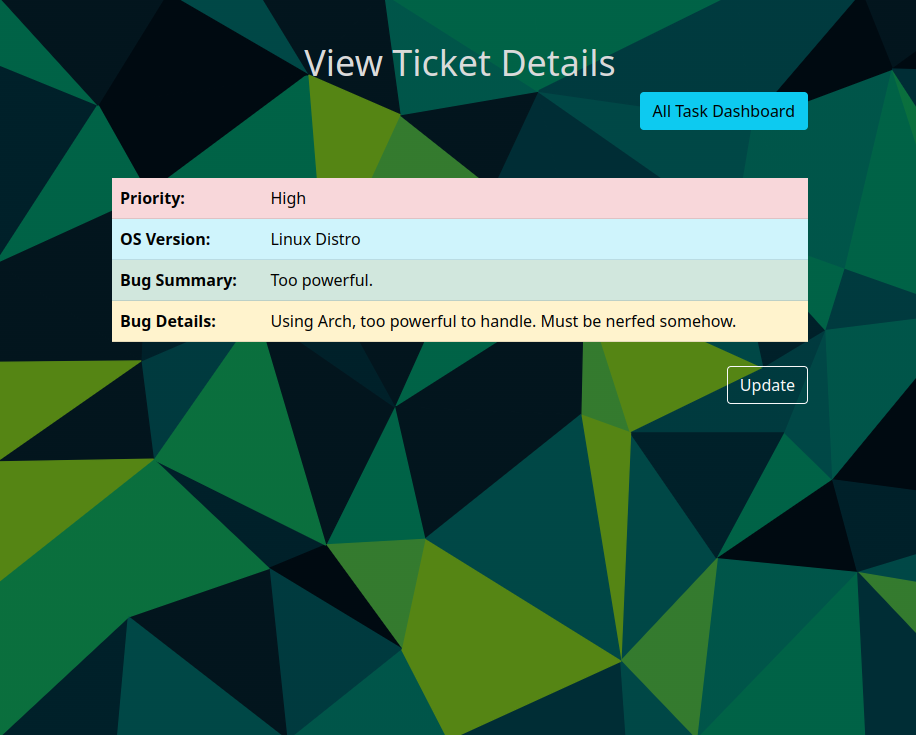 View Ticket Details
All Task Dashboard
Priority: High
OS Version: Linux Distro
Bug Summary: Too powerful.
Bug Details: Using Arch, too powerful to handle. Must be nerfed somehow.
Update